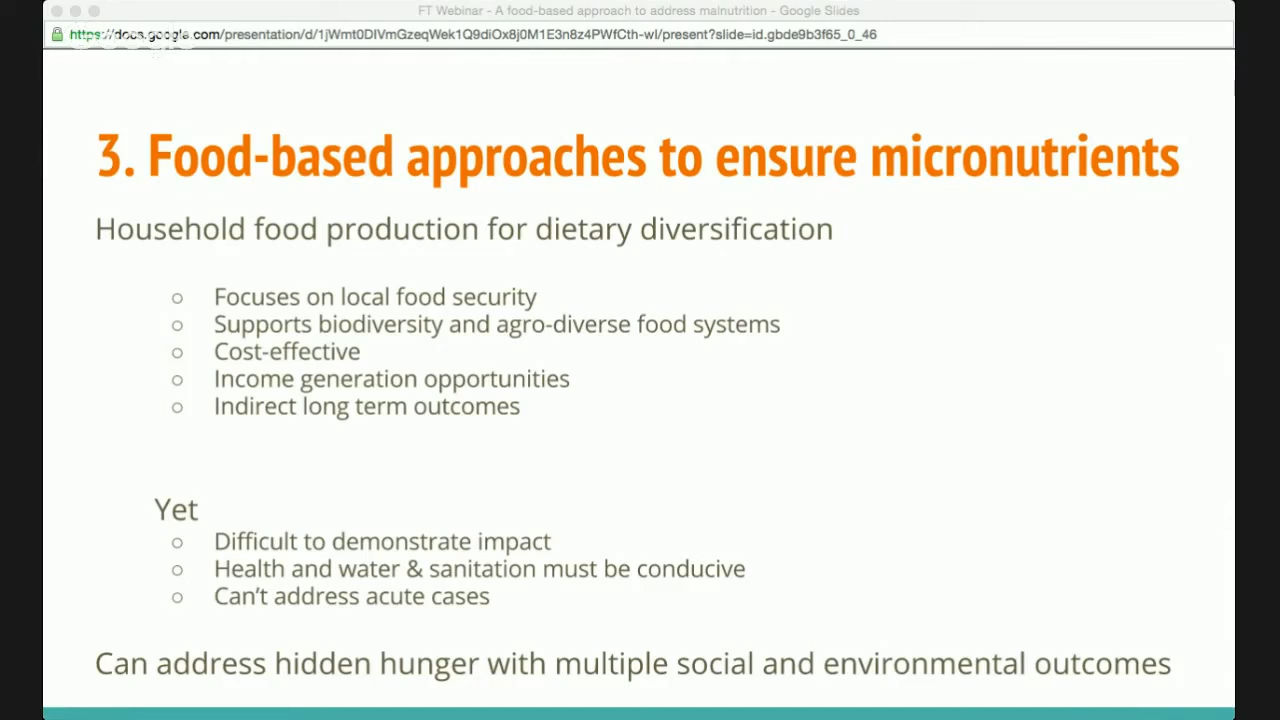 FT Webinar - A food-based approach to address malnutrition - Google Slides
https://docs.google.com/presentation/d/1jWmt0DIVmGzeqWek1Q9diOx8j0M1E3n8z4PWfCth-wI/present?slide=id.gbde9b3f65_0_46
3. Food-based approaches to ensure micronutrients
Household food production for dietary diversification
○ Focuses on local food security
○ Supports biodiversity and agro-diverse food systems
○ Cost-effective
○ Income generation opportunities
○ Indirect long term outcomes
Yet
○ Difficult to demonstrate impact
○ Health and water & sanitation must be conducive
○ Can't address acute cases
Can address hidden hunger with multiple social and environmental outcomes